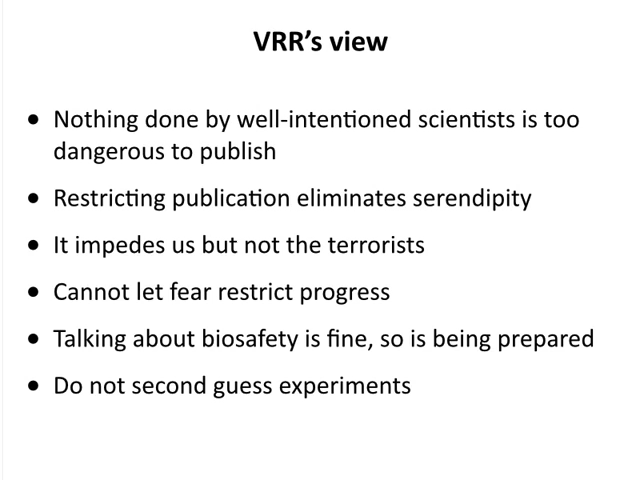 VRR's view
• Nothing done by well-intentioned scientists is too
dangerous to publish
• Restricting publication eliminates serendipity
• It impedes us but not the terrorists
• Cannot let fear restrict progress
• Talking about biosafety is fine, so is being prepared
• Do not second guess experiments